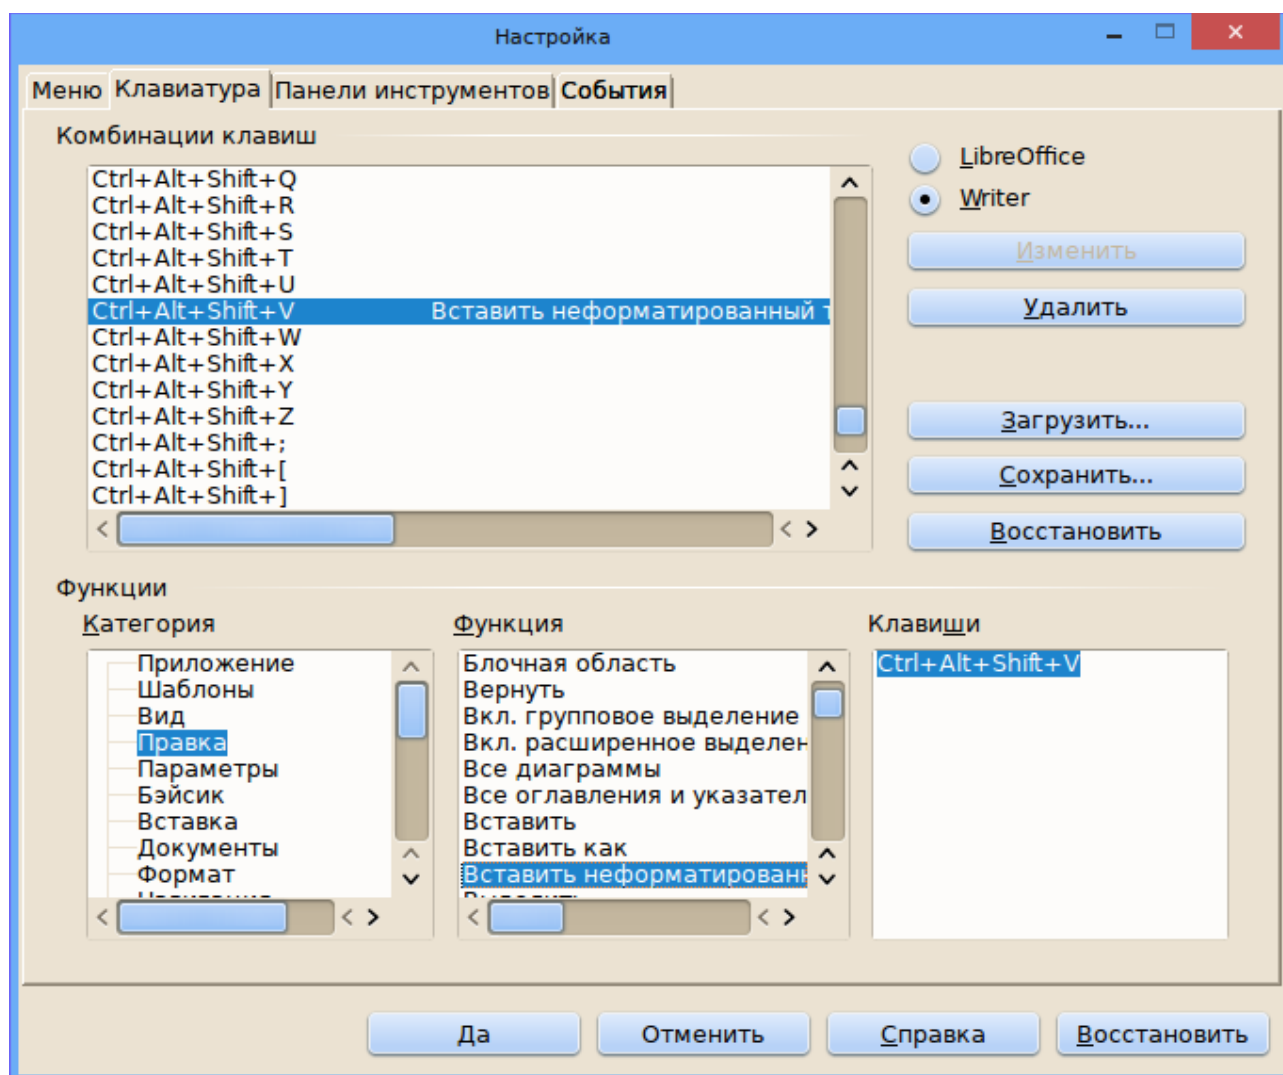 Настройка
Меню Клавиатура Панели инструментов События
Комбинации клавиш
Ctrl+Alt+Shift+Q
Ctrl+Alt+Shift+R
Ctrl+Alt+Shift+S
Ctrl+Alt+Shift+T
Ctrl+Alt+Shift+U
Ctrl+Alt+Shift+V Вставить неформатированный т
Ctrl+Alt+Shift+W
Ctrl+Alt+Shift+X
Ctrl+Alt+Shift+Y
Ctrl+Alt+Shift+Z
Ctrl+Alt+Shift+;
Ctrl+Alt+Shift+[
Ctrl+Alt+Shift+]
LibreOffice
Writer
Изменить
Удалить
Загрузить...
Сохранить...
Восстановить
Функции
Категория
Приложение
Шаблоны
Вид
Правка
Параметры
Бэйсик
Вставка
Документы
Формат
Функция
Блочная область
Вернуть
Вкл. групповое выделение
Вкл. расширенное выделен
Все диаграммы
Все оглавления и указател
Вставить
Вставить как
Вставить неформатированн
Клавиши
Ctrl+Alt+Shift+V
Да Отменить Справка Восстановить